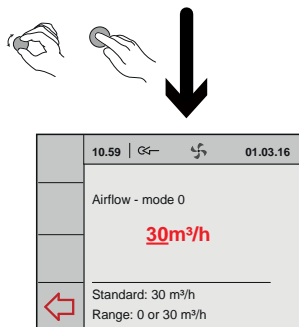 10.59 01.03.16
Airflow - mode 0
30m³/h
Standard: 30 m³/h
Range: 0 or 30 m³/h